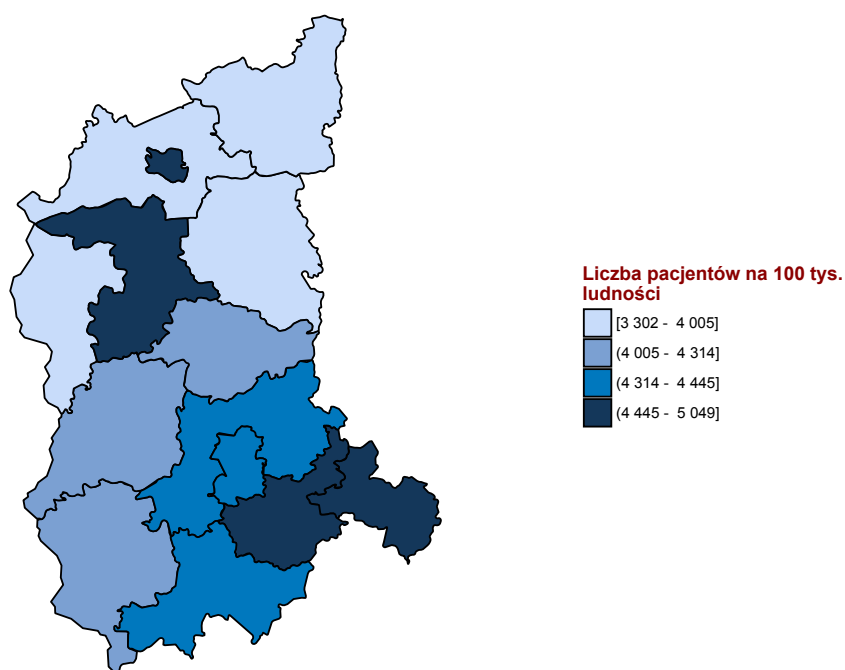 Liczba pacjentów na 100 tys.
ludności
[3 302 - 4 005]
(4 005 - 4 314]
(4 314 - 4 445]
(4 445 - 5 049]